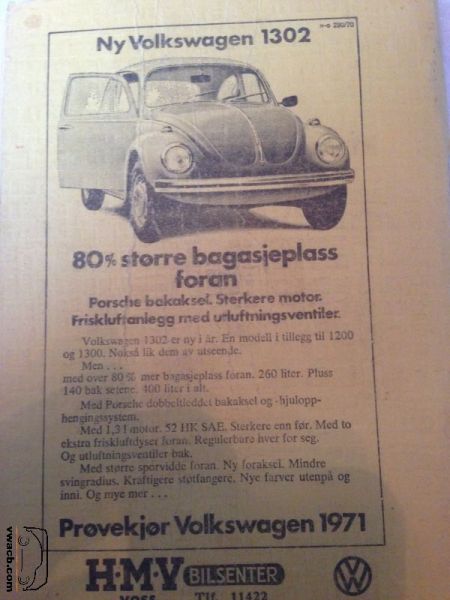 H-6 230/70
Ny Volkswagen 1302
80% større bagasjeplass
foran
Porsche bakaksel. Sterkere motor.
Friskluftanlegg med utluftningsventiler.
Volkswagen 1302 er ny i år. En modell i tillegg til 1200
og 1300. Nokså lik dem av utseende.
Men . . .
med over 80% mer bagasjeplass foran. 260 liter. Pluss
140 bak setene. 400 liter i alt.
Med Porsche dobbeltleddet bakaksel og -hjulopp-
hengingssystem.
Med 1,3 l motor. 52 HK SAE. Sterkere enn før. Med to
ekstra friskluftdyser foran. Regulerbare hver for seg.
Og utluftningsventiler bak.
Med større sporvidde foran. Ny foraksel. Mindre
svingradius. Kraftigere støtfangere. Nye farver utenpå og
inni. Og mye mer . . .
Prøvekjør Volkswagen 1971
H·M·V BILSENTER
VOSS Tlf. 11422
vwacb.com